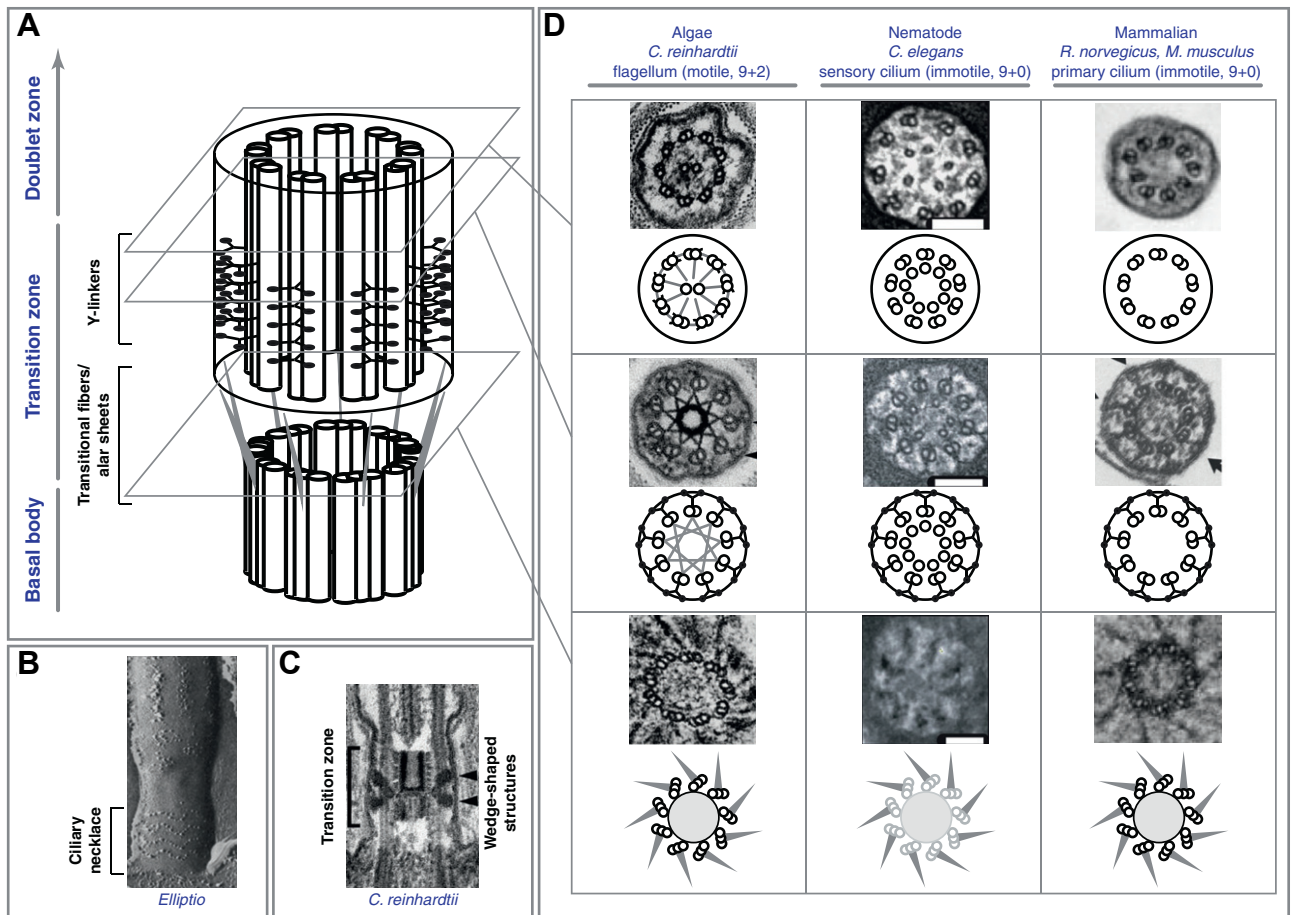 A
Doublet zone
Transition zone
Basal body
Y-linkers
Transitional fibers/
alar sheets
B
Ciliary
necklace
Elliptio
C
Transition zone
Wedge-shaped
structures
C. reinhardtii
D
Algae
C. reinhardtii
flagellum (motile, 9+2)
Nematode
C. elegans
sensory cilium (immotile, 9+0)
Mammalian
R. norvegicus, M. musculus
primary cilium (immotile, 9+0)